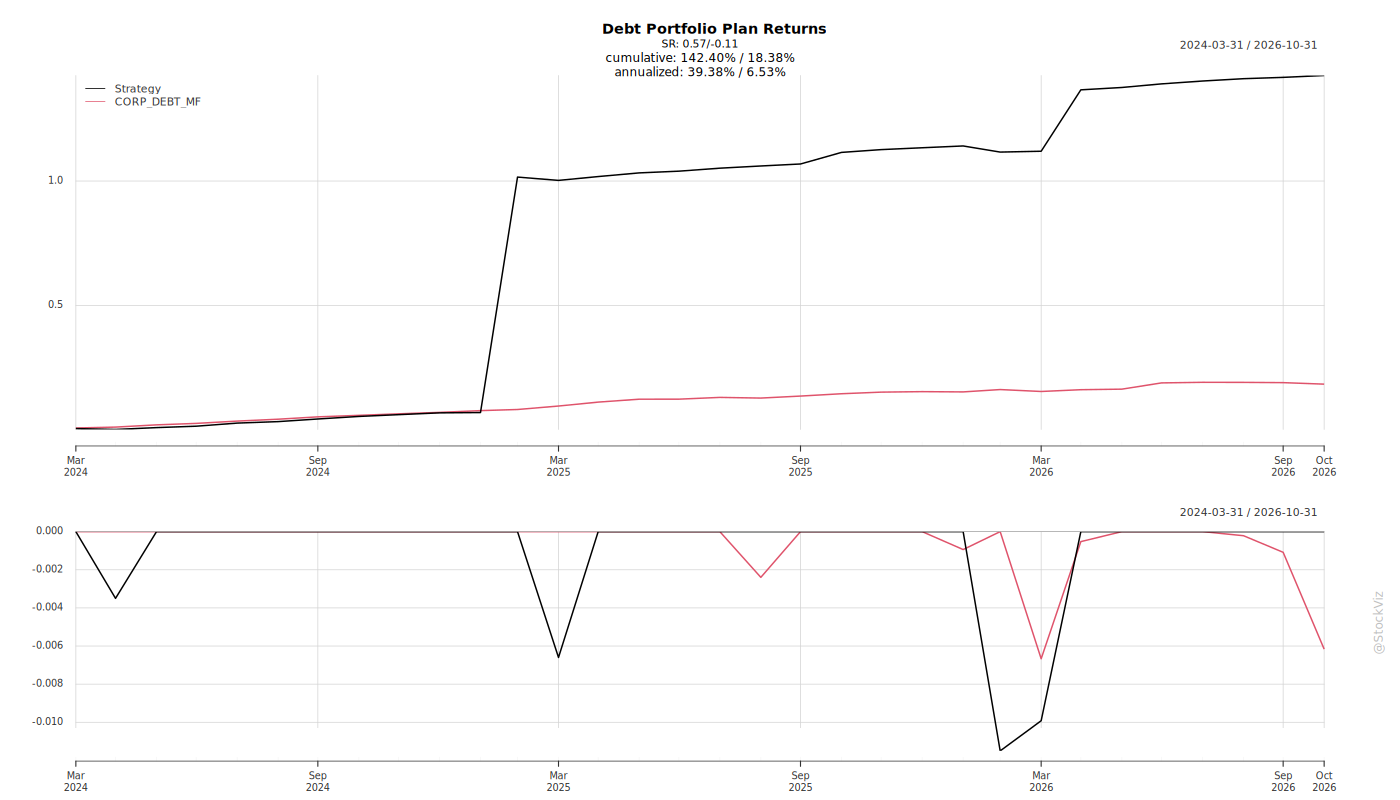 Debt Portfolio Plan Returns
SR: 0.57/-0.11
cumulative: 142.40% / 18.38%
annualized: 39.38% / 6.53%
2024-03-31 / 2026-10-31
Strategy
CORP_DEBT_MF
1.0
0.5
Mar Sep Mar Sep Mar Sep Oct
2024 2024 2025 2025 2026 2026 2026
2024-03-31 / 2026-10-31
0.000
-0.002
-0.004
-0.006
-0.008
-0.010
Mar Sep Mar Sep Mar Sep Oct
2024 2024 2025 2025 2026 2026 2026
@StockViz